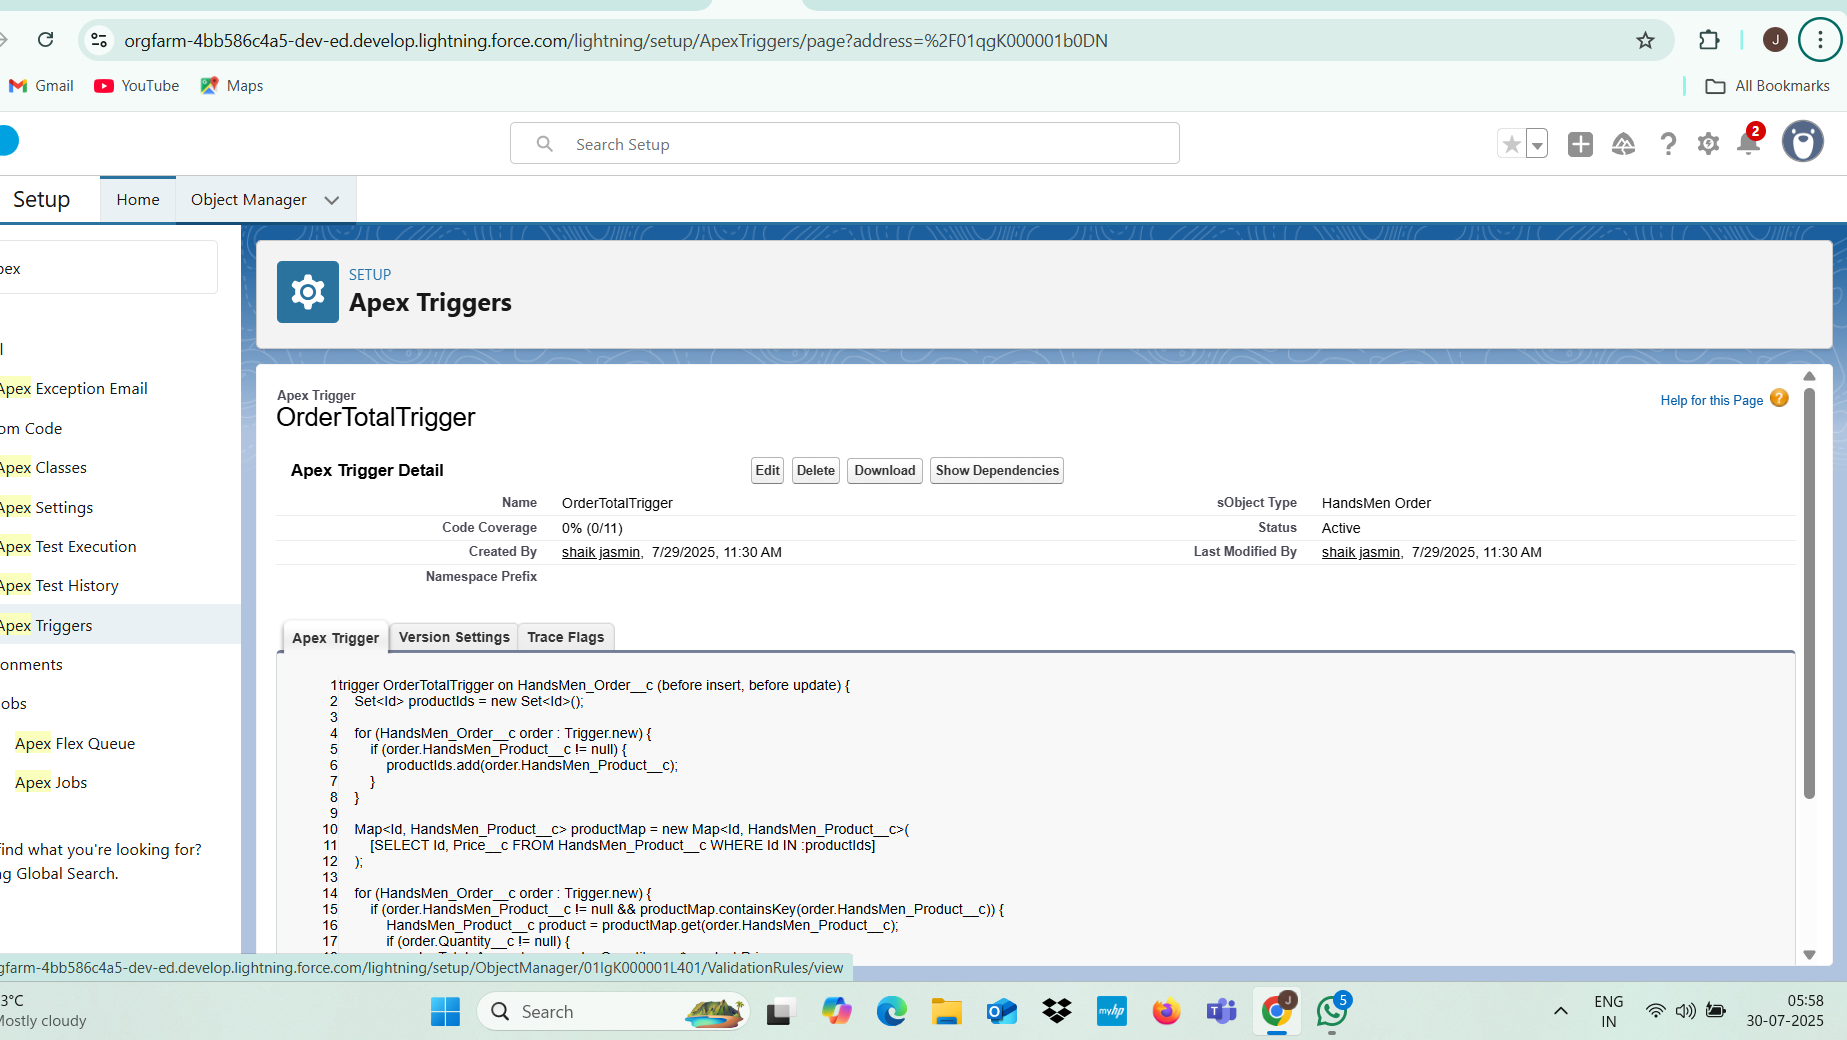 orgfarm-4bb586c4a5-dev-ed.develop.lightning.force.com/lightning/setup/ApexTriggers/page?address=%2F01qgK000001b0DN
J
Gmail
YouTube
Maps
All Bookmarks
Search Setup
2
Setup
Home
Object Manager
pex
SETUP
Apex Triggers
l
Apex Exception Email
om Code
Apex Classes
Apex Settings
Apex Test Execution
Apex Test History
Apex Triggers
onments
obs
Apex Flex Queue
Apex Jobs
find what you're looking for?
ng Global Search.
Apex Trigger
OrderTotalTrigger
Help for this Page
Apex Trigger Detail
Edit
Delete
Download
Show Dependencies
Name OrderTotalTrigger
sObject Type HandsMen Order
Code Coverage 0% (0/11)
Status Active
Created By shaik jasmin, 7/29/2025, 11:30 AM
Last Modified By shaik jasmin, 7/29/2025, 11:30 AM
Namespace Prefix
Apex Trigger
Version Settings
Trace Flags
1 trigger OrderTotalTrigger on HandsMen_Order__c (before insert, before update) {
2 Set<Id> productIds = new Set<Id>();
3
4 for (HandsMen_Order__c order : Trigger.new) {
5 if (order.HandsMen_Product__c != null) {
6 productIds.add(order.HandsMen_Product__c);
7 }
8 }
9
10 Map<Id, HandsMen_Product__c> productMap = new Map<Id, HandsMen_Product__c>(
11 [SELECT Id, Price__c FROM HandsMen_Product__c WHERE Id IN :productIds]
12 );
13
14 for (HandsMen_Order__c order : Trigger.new) {
15 if (order.HandsMen_Product__c != null && productMap.containsKey(order.HandsMen_Product__c)) {
16 HandsMen_Product__c product = productMap.get(order.HandsMen_Product__c);
17 if (order.Quantity__c != null) {
gfarm-4bb586c4a5-dev-ed.develop.lightning.force.com/lightning/setup/ObjectManager/01IgK000001L401/ValidationRules/view
3°C
Mostly cloudy
Search
myhp
J
5
ENG
IN
05:58
30-07-2025